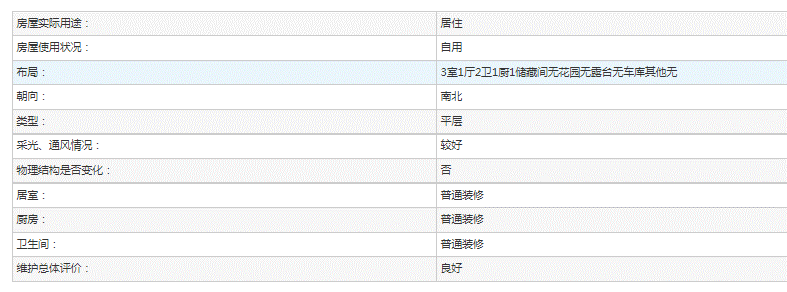 房屋实际用途： 居住
房屋使用状况： 自用
布局： 3室1厅2卫1厨1储藏间无花园无露台无车库其他无
朝向： 南北
类型： 平层
采光、通风情况： 较好
物理结构是否变化： 否
居室： 普通装修
厨房： 普通装修
卫生间： 普通装修
维护总体评价： 良好